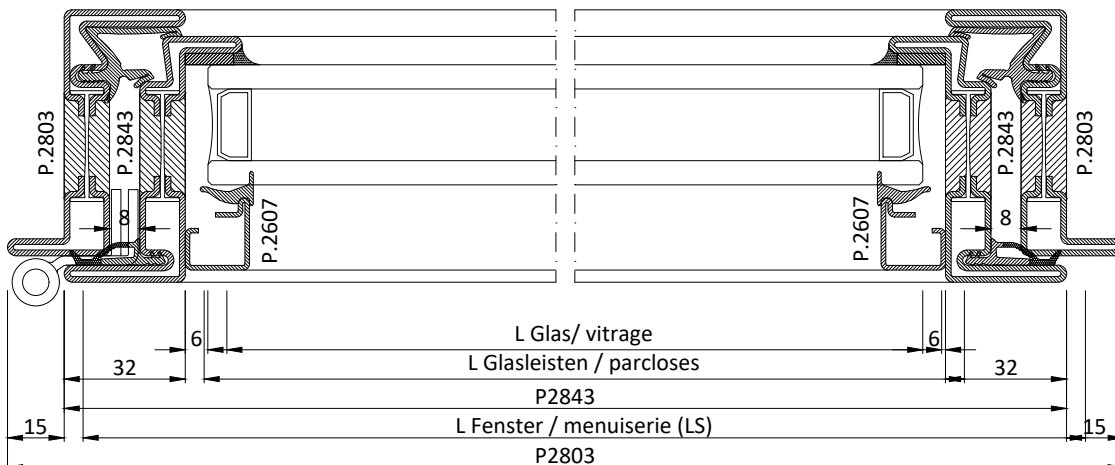 P.2803
P.2843
P.2843
P.2803
8
P.2607
P.2607
8
6
L Glas/ vitrage
6
32
L Glasleisten / parcloses
32
P2843
15
L Fenster / menuiserie (LS)
15
P2803